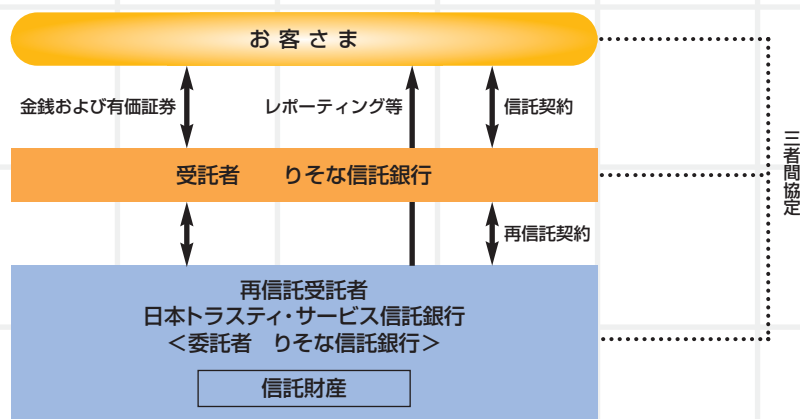 お客さま
金銭および有価証券
レポーティング等
信託契約
受託者　りそな信託銀行
再信託契約
再信託受託者
日本トラスティ・サービス信託銀行
＜委託者　りそな信託銀行＞
信託財産
三者間協定